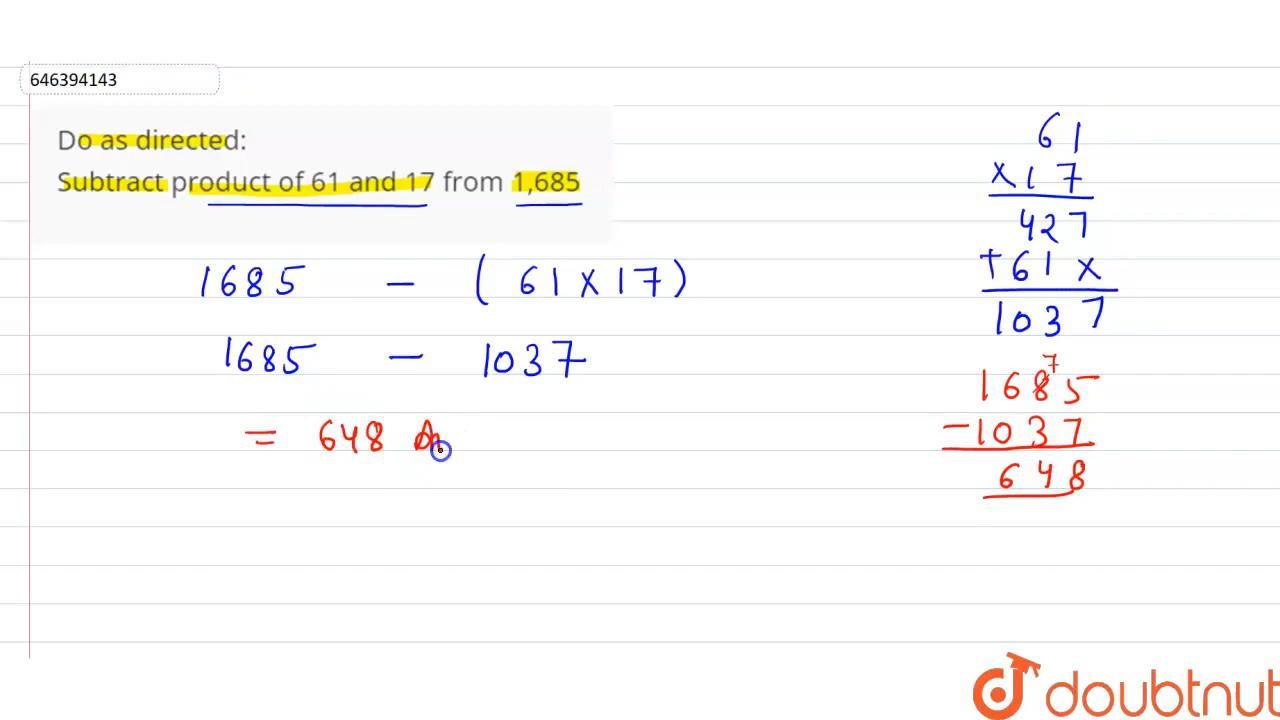 646394143
Do as directed:
Subtract product of 61 and 17 from 1,685
1685 - ( 61 x 17 )
1685 - 1037
= 648
61
x 17
427
+ 61x
1037
7
1685
- 1037
648
doubtnut